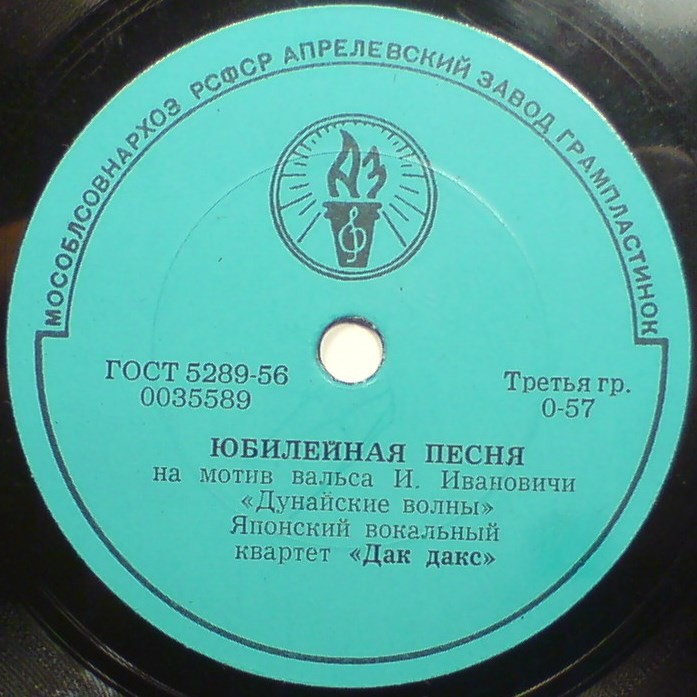 МОСОБЛСОВНАРХОЗ РСФСР АПРЕЛЕВСКИЙ ЗАВОД ГРАМПЛАСТИНОК
АЗ
ГОСТ 5289-56
0035589
Третья гр.
0-57
ЮБИЛЕЙНАЯ ПЕСНЯ
на мотив вальса И. Ивановичи
«Дунайские волны»
Японский вокальный
квартет «Дак дакс»